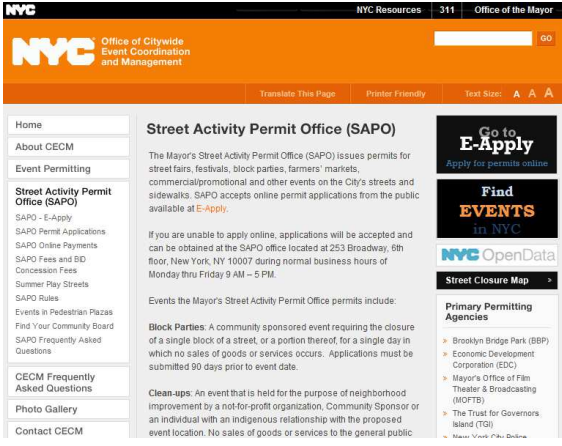 NYC
NYC Resources
311
Office of the Mayor
NYC
Office of Citywide
Event Coordination
and Management
GO
Translate This Page
Printer Friendly
Text Size: A A A
Home
About CECM
Event Permitting
Street Activity Permit
Office (SAPO)
SAPO - E-Apply
SAPO Permit Applications
SAPO Online Payments
SAPO Fees and BID
Concession Fees
Summer Play Streets
SAPO Rules
Events in Pedestrian Plazas
Find Your Community Board
SAPO Frequently Asked
Questions
CECM Frequently
Asked Questions
Photo Gallery
Contact CECM
Street Activity Permit Office (SAPO)
The Mayor's Street Activity Permit Office (SAPO) issues permits for
street fairs, festivals, block parties, farmers' markets,
commercial/promotional and other events on the City's streets and
sidewalks. SAPO accepts online permit applications from the public
available at E-Apply.
If you are unable to apply online, applications will be accepted and
can be obtained at the SAPO office located at 253 Broadway, 6th
floor, New York, NY 10007 during normal business hours of
Monday thru Friday 9 AM – 5 PM.
Events the Mayor's Street Activity Permit Office permits include:
Block Parties: A community sponsored event requiring the closure
of a single block of a street, or a portion thereof, for a single day in
which no sales of goods or services occurs. Applications must be
submitted 90 days prior to event date.
Clean-ups: An event that is held for the purpose of neighborhood
improvement by a not-for-profit organization, Community Sponsor or
an individual with an indigenous relationship with the proposed
event location. No sales of goods or services to the general public
Go to
E-Apply
Apply for permits online
Find
EVENTS
in NYC
NYC OpenData
Street Closure Map
Primary Permitting
Agencies
Brooklyn Bridge Park (BBP)
Economic Development
Corporation (EDC)
Mayor's Office of Film
Theater & Broadcasting
(MOFTB)
The Trust for Governors
Island (TGI)
New York City Police